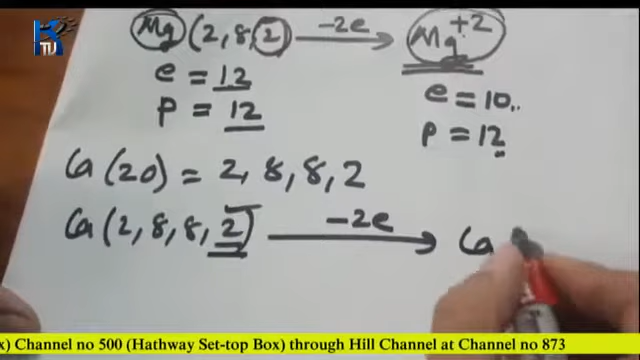 K
TU
Mg (2, 8, 2) -2e → Mg+2
e = 12
e = 10
P = 12
P = 12
Ca (20) = 2, 8, 8, 2
Ca (2, 8, 8, 2) -2e → Ca
x) Channel no 500 (Hathway Set-top Box) through Hill Channel at Channel no 873